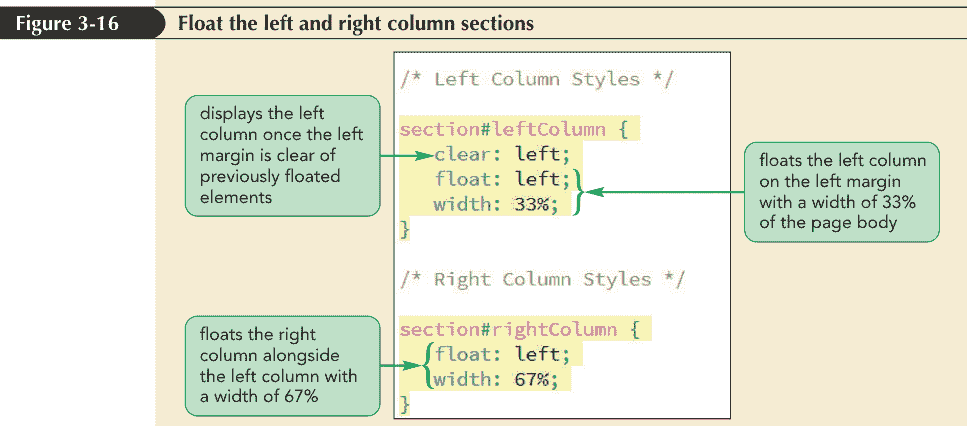 Figure 3-16
Float the left and right column sections
/* Left Column Styles */
displays the left
column once the left
margin is clear of
previously floated
elements
section#leftColumn {
clear: left;
float: left;
width: 33%;
}
floats the left column
on the left margin
with a width of 33%
of the page body
/* Right Column Styles */
floats the right
column alongside
the left column with
a width of 67%
section#rightColumn {
float: left;
width: 67%;
}